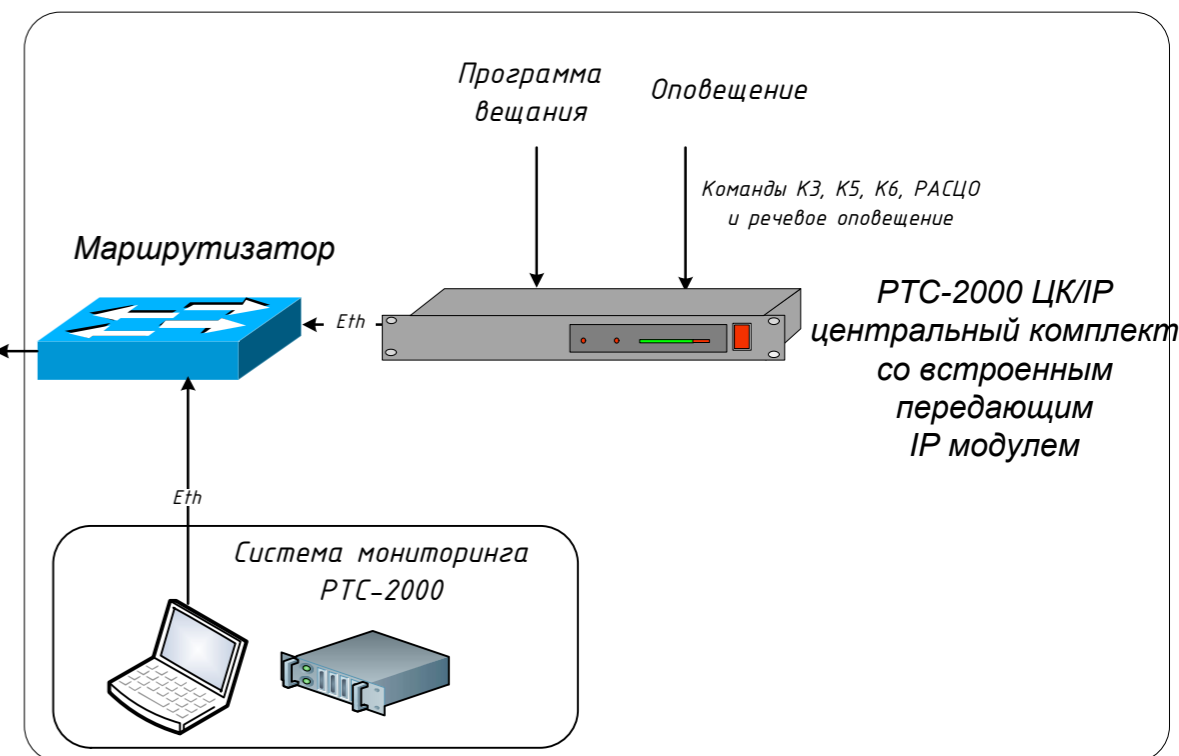 Программа
вещания
Оповещение
Команды К3, К5, К6, РАСЦО
и речевое оповещение
Маршрутизатор
Eth
РТС-2000 ЦК/IP
центральный комплект
со встроенным
передающим
IP модулем
Eth
Система мониторинга
РТС-2000